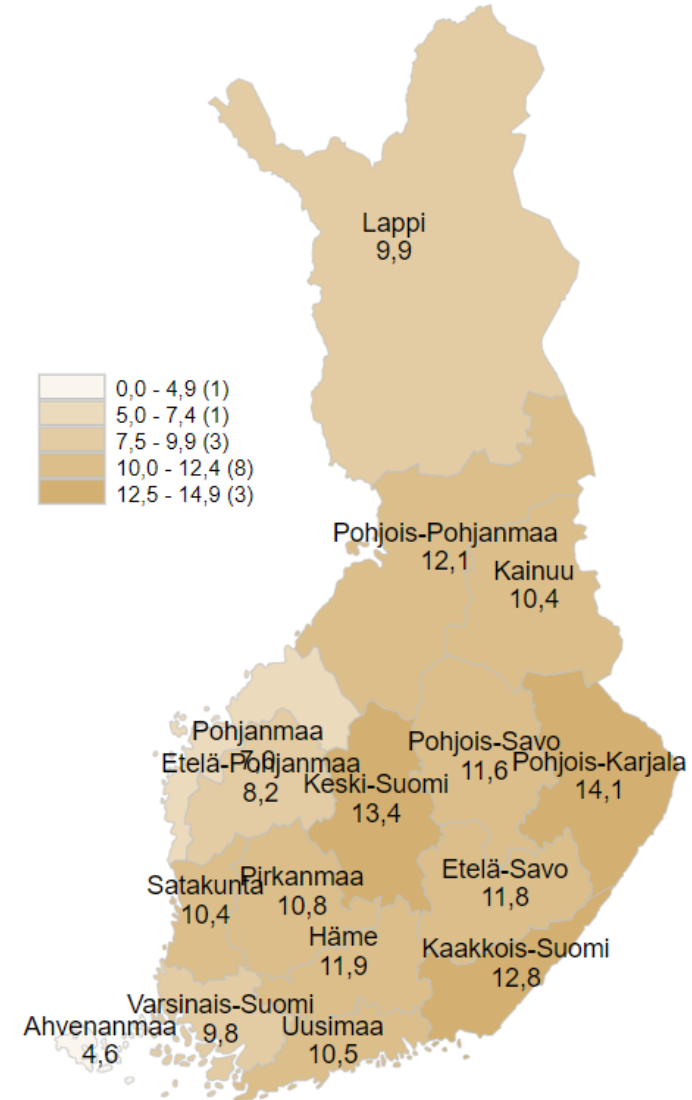 Lappi
9,9
0,0 - 4,9 (1)
5,0 - 7,4 (1)
7,5 - 9,9 (3)
10,0 - 12,4 (8)
12,5 - 14,9 (3)
Pohjois-Pohjanmaa
12,1
Kainuu
10,4
Pohjanmaa
Etelä-Pohjanmaa
8,2
Keski-Suomi
13,4
Pohjois-Savo
11,6
Pohjois-Karjala
14,1
Satakunta
10,4
Pirkanmaa
10,8
Etelä-Savo
11,8
Häme
11,9
Kaakkois-Suomi
12,8
Varsinais-Suomi
9,8
Ahvenanmaa
4,6
Uusimaa
10,5